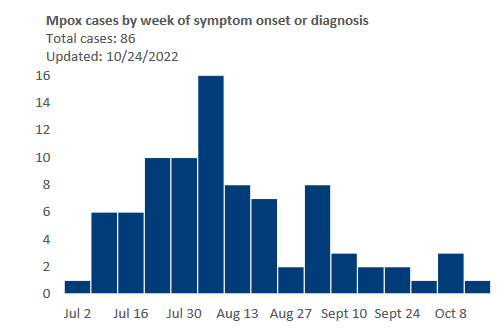 Mpox cases by week of symptom onset or diagnosis
Total cases: 86
Updated: 10/24/2022
16
14
12
10
8
6
4
2
0
Jul 2 Jul 16 Jul 30 Aug 13 Aug 27 Sept 10 Sept 24 Oct 8